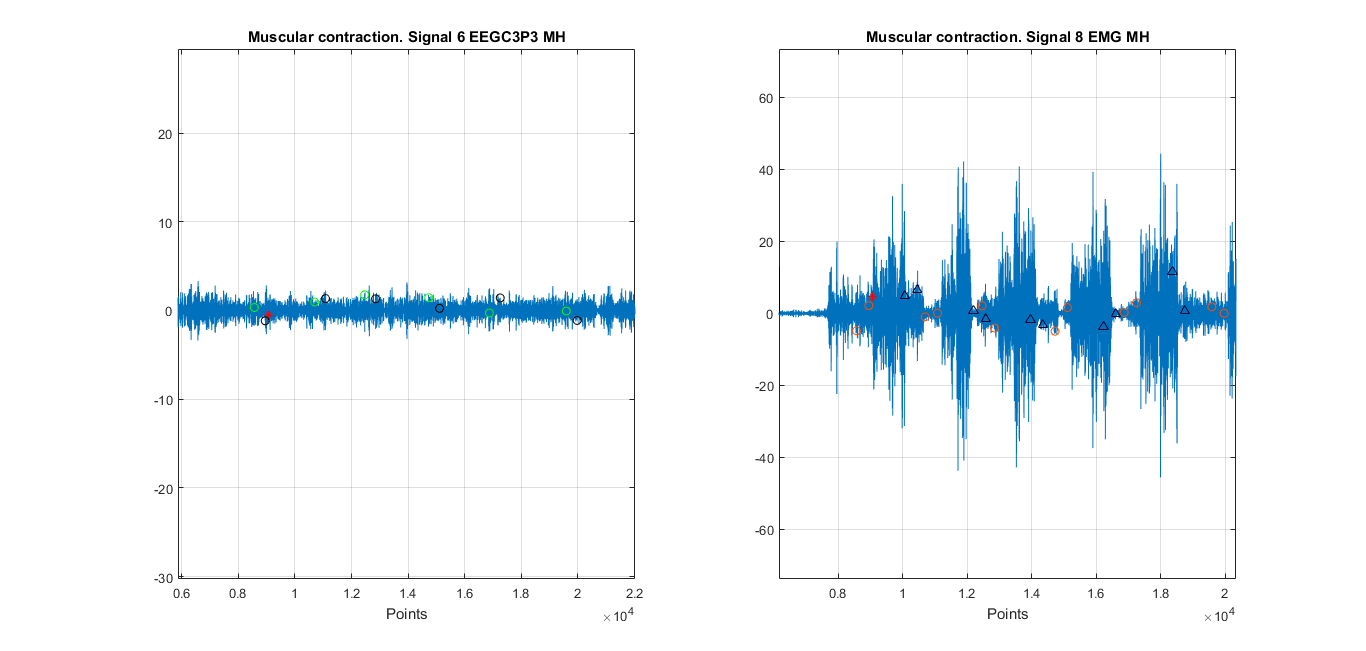 Muscular contraction. Signal 6 EEGC3P3 MH
20
10
0
-10
-20
-30
0.6 0.8 1 1.2 1.4 1.6 1.8 2 2.2
Points
×10^4
Muscular contraction. Signal 8 EMG MH
60
40
20
0
-20
-40
-60
0.8 1 1.2 1.4 1.6 1.8 2
Points
×10^4